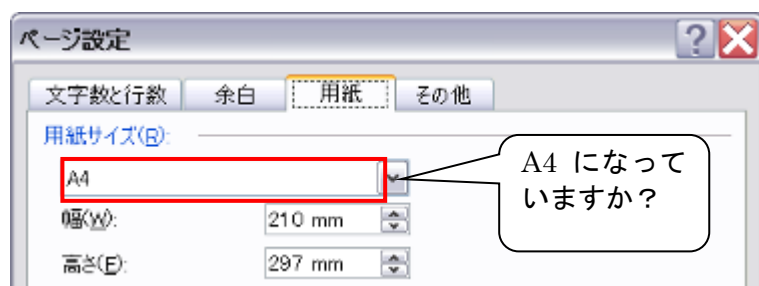 ページ設定
文字数と行数 余白 用紙 その他
用紙サイズ(R):
A4
A4 になって
いますか？
幅(W): 210 mm
高さ(E): 297 mm